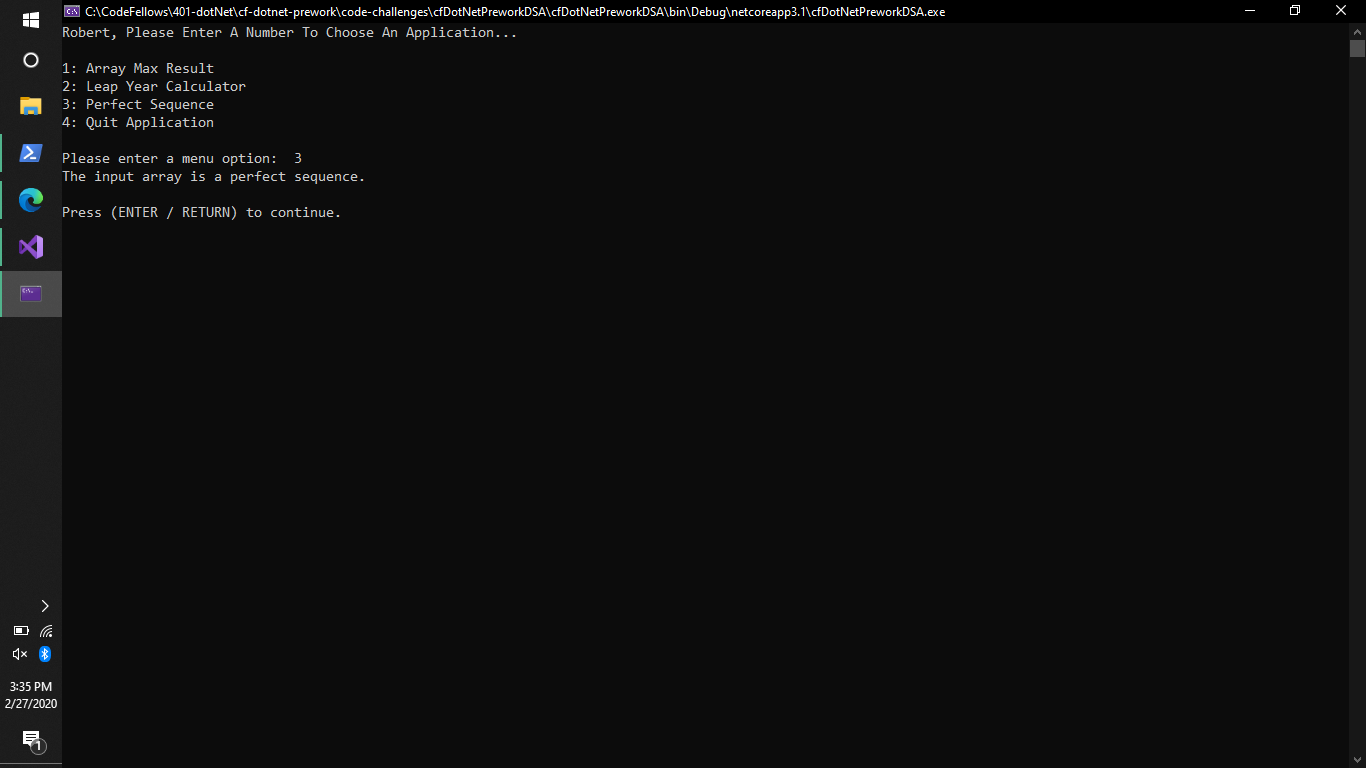 C:\CodeFellows\401-dotNet\cf-dotnet-prework\code-challenges\cfDotNetPreworkDSA\cfDotNetPreworkDSA\bin\Debug\netcoreapp3.1\cfDotNetPreworkDSA.exe
Robert, Please Enter A Number To Choose An Application...
1: Array Max Result
2: Leap Year Calculator
3: Perfect Sequence
4: Quit Application
Please enter a menu option:  3
The input array is a perfect sequence.
Press (ENTER / RETURN) to continue.
3:35 PM
2/27/2020
1